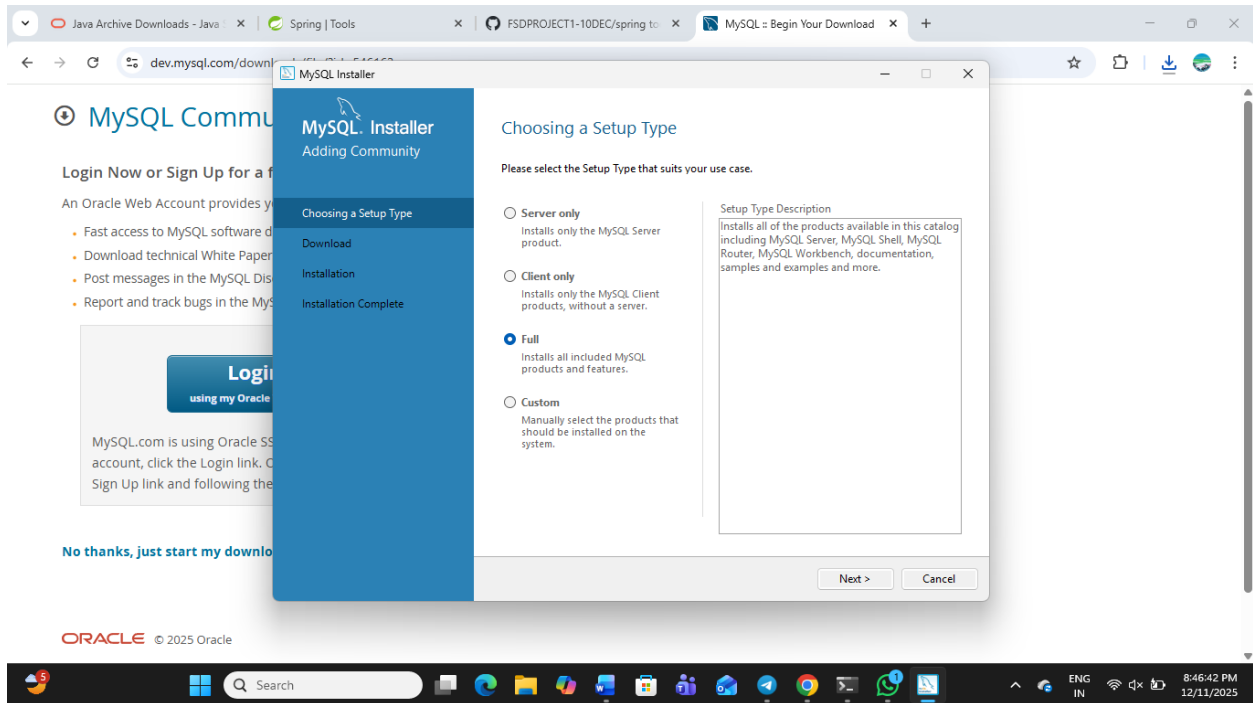 Java Archive Downloads - Java
Spring | Tools
FSDPROJECT1-10DEC/spring to
MySQL :: Begin Your Download
dev.mysql.com/downl
MySQL Commu
Login Now or Sign Up for a f
An Oracle Web Account provides y
Fast access to MySQL software d
Download technical White Paper
Post messages in the MySQL Dis
Report and track bugs in the MyS
Logi
using my Oracle
MySQL.com is using Oracle SS
account, click the Login link. O
Sign Up link and following the
No thanks, just start my downlo
ORACLE © 2025 Oracle
MySQL Installer
MySQL. Installer
Adding Community
Choosing a Setup Type
Download
Installation
Installation Complete
Choosing a Setup Type
Please select the Setup Type that suits your use case.
Server only
Installs only the MySQL Server
product.
Client only
Installs only the MySQL Client
products, without a server.
Full
Installs all included MySQL
products and features.
Custom
Manually select the products that
should be installed on the
system.
Setup Type Description
Installs all of the products available in this catalog
including MySQL Server, MySQL Shell, MySQL
Router, MySQL Workbench, documentation,
samples and examples and more.
Next >
Cancel
5
Search
1
ENG
IN
8:46:42 PM
12/11/2025